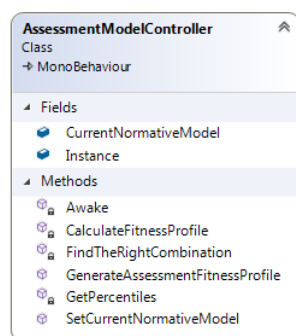 AssessmentModelController
Class
MonoBehaviour
Fields
CurrentNormativeModel
Instance
Methods
Awake
CalculateFitnessProfile
FindTheRightCombination
GenerateAssessmentFitnessProfile
GetPercentiles
SetCurrentNormativeModel